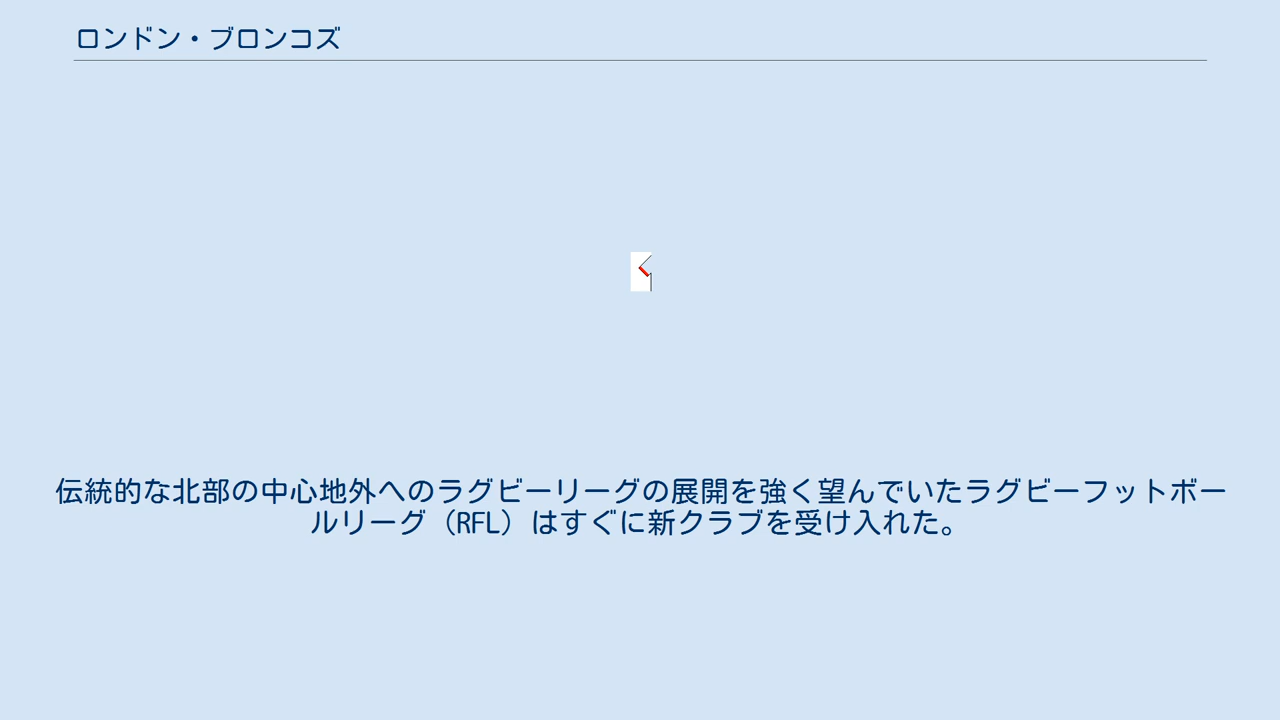 ロンドン・ブロンコズ
伝統的な北部の中心地外へのラグビーリーグの展開を強く望んでいたラグビーフットボー
ルリーグ（RFL）はすぐに新クラブを受け入れた。